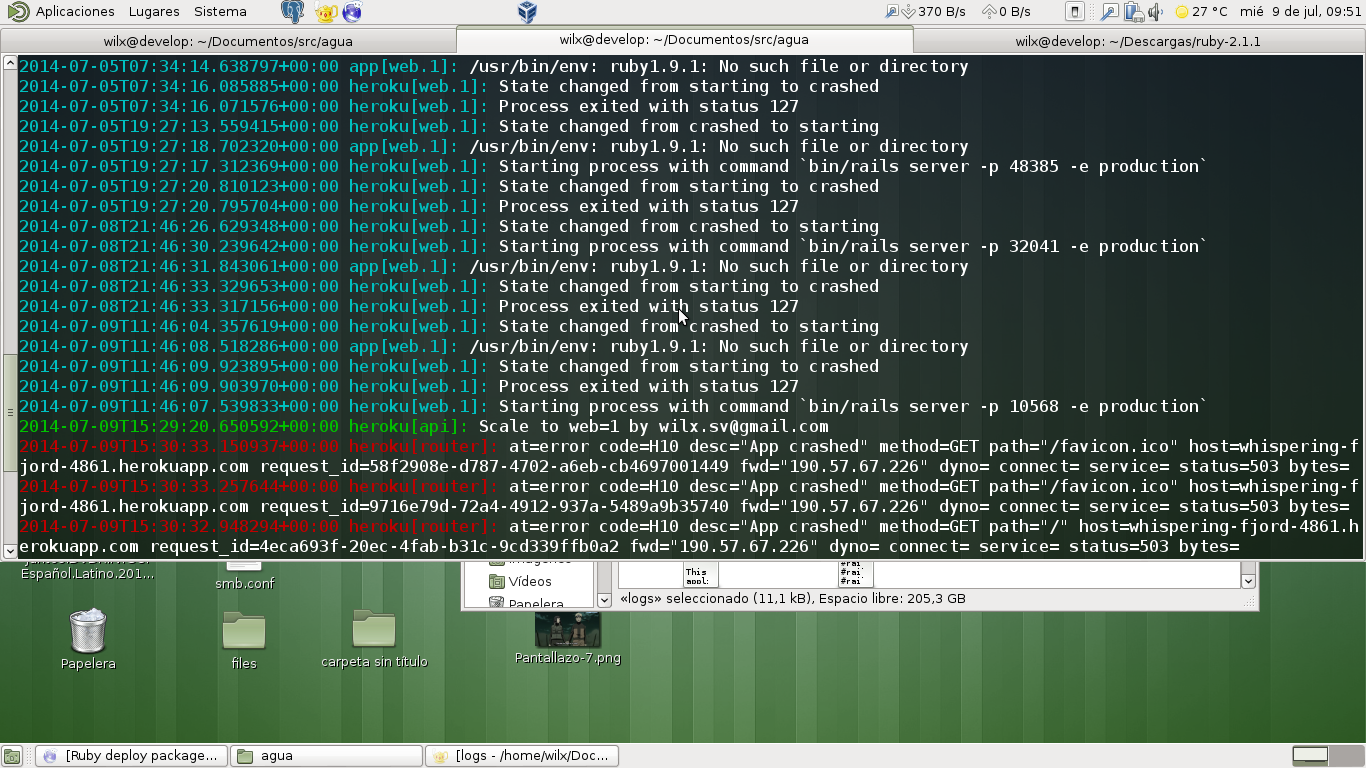 Aplicaciones Lugares Sistema 370 B/s 0 B/s 27 °C mié 9 de jul, 09:51
wilx@develop: ~/Documentos/src/agua wilx@develop: ~/Documentos/src/agua wilx@develop: ~/Descargas/ruby-2.1.1
2014-07-05T07:34:14.638797+00:00 app[web.1]: /usr/bin/env: ruby1.9.1: No such file or directory
2014-07-05T07:34:16.085885+00:00 heroku[web.1]: State changed from starting to crashed
2014-07-05T07:34:16.071576+00:00 heroku[web.1]: Process exited with status 127
2014-07-05T19:27:13.559415+00:00 heroku[web.1]: State changed from crashed to starting
2014-07-05T19:27:18.702320+00:00 app[web.1]: /usr/bin/env: ruby1.9.1: No such file or directory
2014-07-05T19:27:17.312369+00:00 heroku[web.1]: Starting process with command `bin/rails server -p 48385 -e production`
2014-07-05T19:27:20.810123+00:00 heroku[web.1]: State changed from starting to crashed
2014-07-05T19:27:20.795704+00:00 heroku[web.1]: Process exited with status 127
2014-07-08T21:46:26.629348+00:00 heroku[web.1]: State changed from crashed to starting
2014-07-08T21:46:30.239642+00:00 heroku[web.1]: Starting process with command `bin/rails server -p 32041 -e production`
2014-07-08T21:46:31.843061+00:00 app[web.1]: /usr/bin/env: ruby1.9.1: No such file or directory
2014-07-08T21:46:33.329653+00:00 heroku[web.1]: State changed from starting to crashed
2014-07-08T21:46:33.317156+00:00 heroku[web.1]: Process exited with status 127
2014-07-09T11:46:04.357619+00:00 heroku[web.1]: State changed from crashed to starting
2014-07-09T11:46:08.518286+00:00 app[web.1]: /usr/bin/env: ruby1.9.1: No such file or directory
2014-07-09T11:46:09.923895+00:00 heroku[web.1]: State changed from starting to crashed
2014-07-09T11:46:09.903970+00:00 heroku[web.1]: Process exited with status 127
2014-07-09T11:46:07.539833+00:00 heroku[web.1]: Starting process with command `bin/rails server -p 10568 -e production`
2014-07-09T15:29:20.650592+00:00 heroku[api]: Scale to web=1 by wilx.sv@gmail.com
2014-07-09T15:30:33.150937+00:00 heroku[router]: at=error code=H10 desc="App crashed" method=GET path="/favicon.ico" host=whispering-f
jord-4861.herokuapp.com request_id=58f2908e-d787-4702-a6eb-cb4697001449 fwd="190.57.67.226" dyno= connect= service= status=503 bytes=
2014-07-09T15:30:33.257644+00:00 heroku[router]: at=error code=H10 desc="App crashed" method=GET path="/favicon.ico" host=whispering-f
jord-4861.herokuapp.com request_id=9716e79d-72a4-4912-937a-5489a9b35740 fwd="190.57.67.226" dyno= connect= service= status=503 bytes=
2014-07-09T15:30:32.948294+00:00 heroku[router]: at=error code=H10 desc="App crashed" method=GET path="/" host=whispering-fjord-4861.h
erokuapp.com request_id=4eca693f-20ec-4fab-b31c-9cd339ffb0a2 fwd="190.57.67.226" dyno= connect= service= status=503 bytes=
Español.Latino.201...
smb.conf
Vídeos
Papelera
This
appl:
#rai
#rai
«logs» seleccionado (11,1 kB), Espacio libre: 205,3 GB
Papelera files carpeta sin título Pantallazo-7.png
[Ruby deploy package... agua [logs - /home/wilx/Doc...